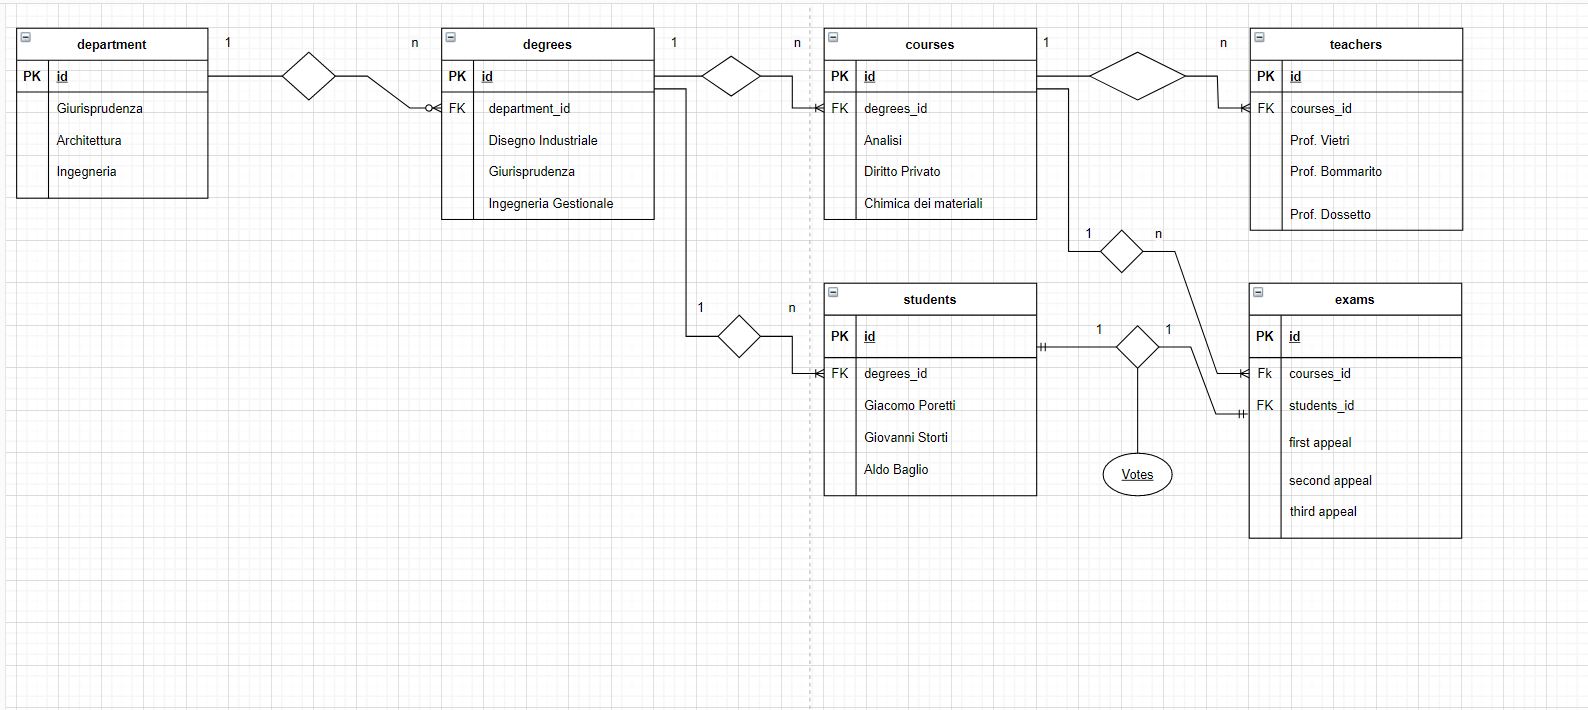 department
PK id
Giurisprudenza
Architettura
Ingegneria
1
n
degrees
PK id
FK department_id
Disegno Industriale
Giurisprudenza
Ingegneria Gestionale
1
n
courses
PK id
FK degrees_id
Analisi
Diritto Privato
Chimica dei materiali
1
n
teachers
PK id
FK courses_id
Prof. Vietri
Prof. Bommarito
Prof. Dossetto
1
n
1
n
students
PK id
FK degrees_id
Giacomo Poretti
Giovanni Storti
Aldo Baglio
1
1
Votes
exams
PK id
Fk courses_id
FK students_id
first appeal
second appeal
third appeal